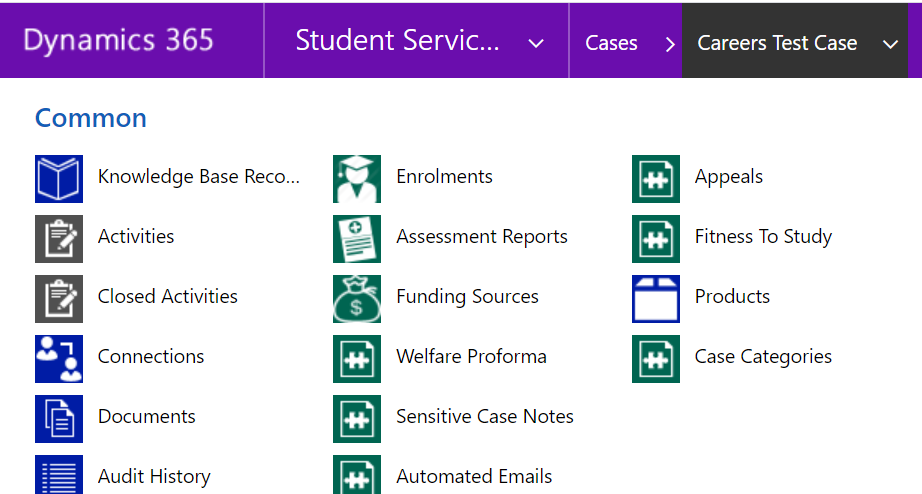 Dynamics 365
Student Servic...
Cases
Careers Test Case
Common
Knowledge Base Reco...
Enrolments
Appeals
Activities
Assessment Reports
Fitness To Study
Closed Activities
Funding Sources
Products
Connections
Welfare Proforma
Case Categories
Documents
Sensitive Case Notes
Audit History
Automated Emails